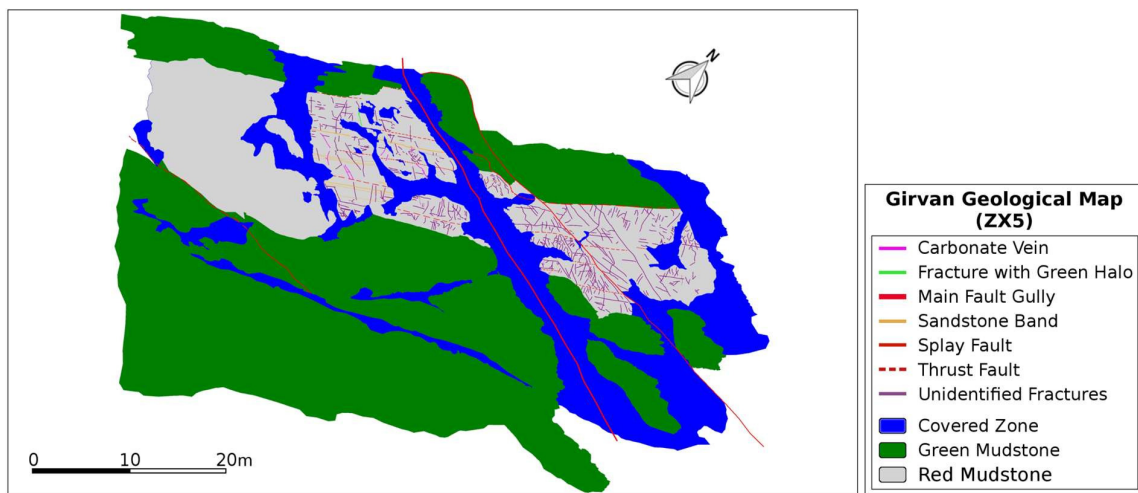 N
0 10 20m
Girvan Geological Map
(ZX5)
Carbonate Vein
Fracture with Green Halo
Main Fault Gully
Sandstone Band
Splay Fault
Thrust Fault
Unidentified Fractures
Covered Zone
Green Mudstone
Red Mudstone